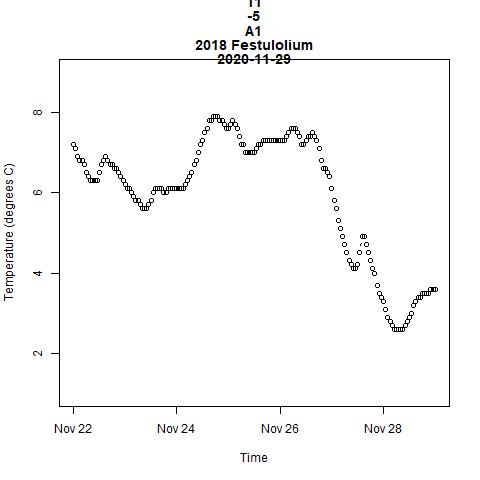 -5
A1
2018 Festulolium
2020-11-29
Temperature (degrees C)
8
6
4
2
Nov 22
Nov 24
Nov 26
Nov 28
Time